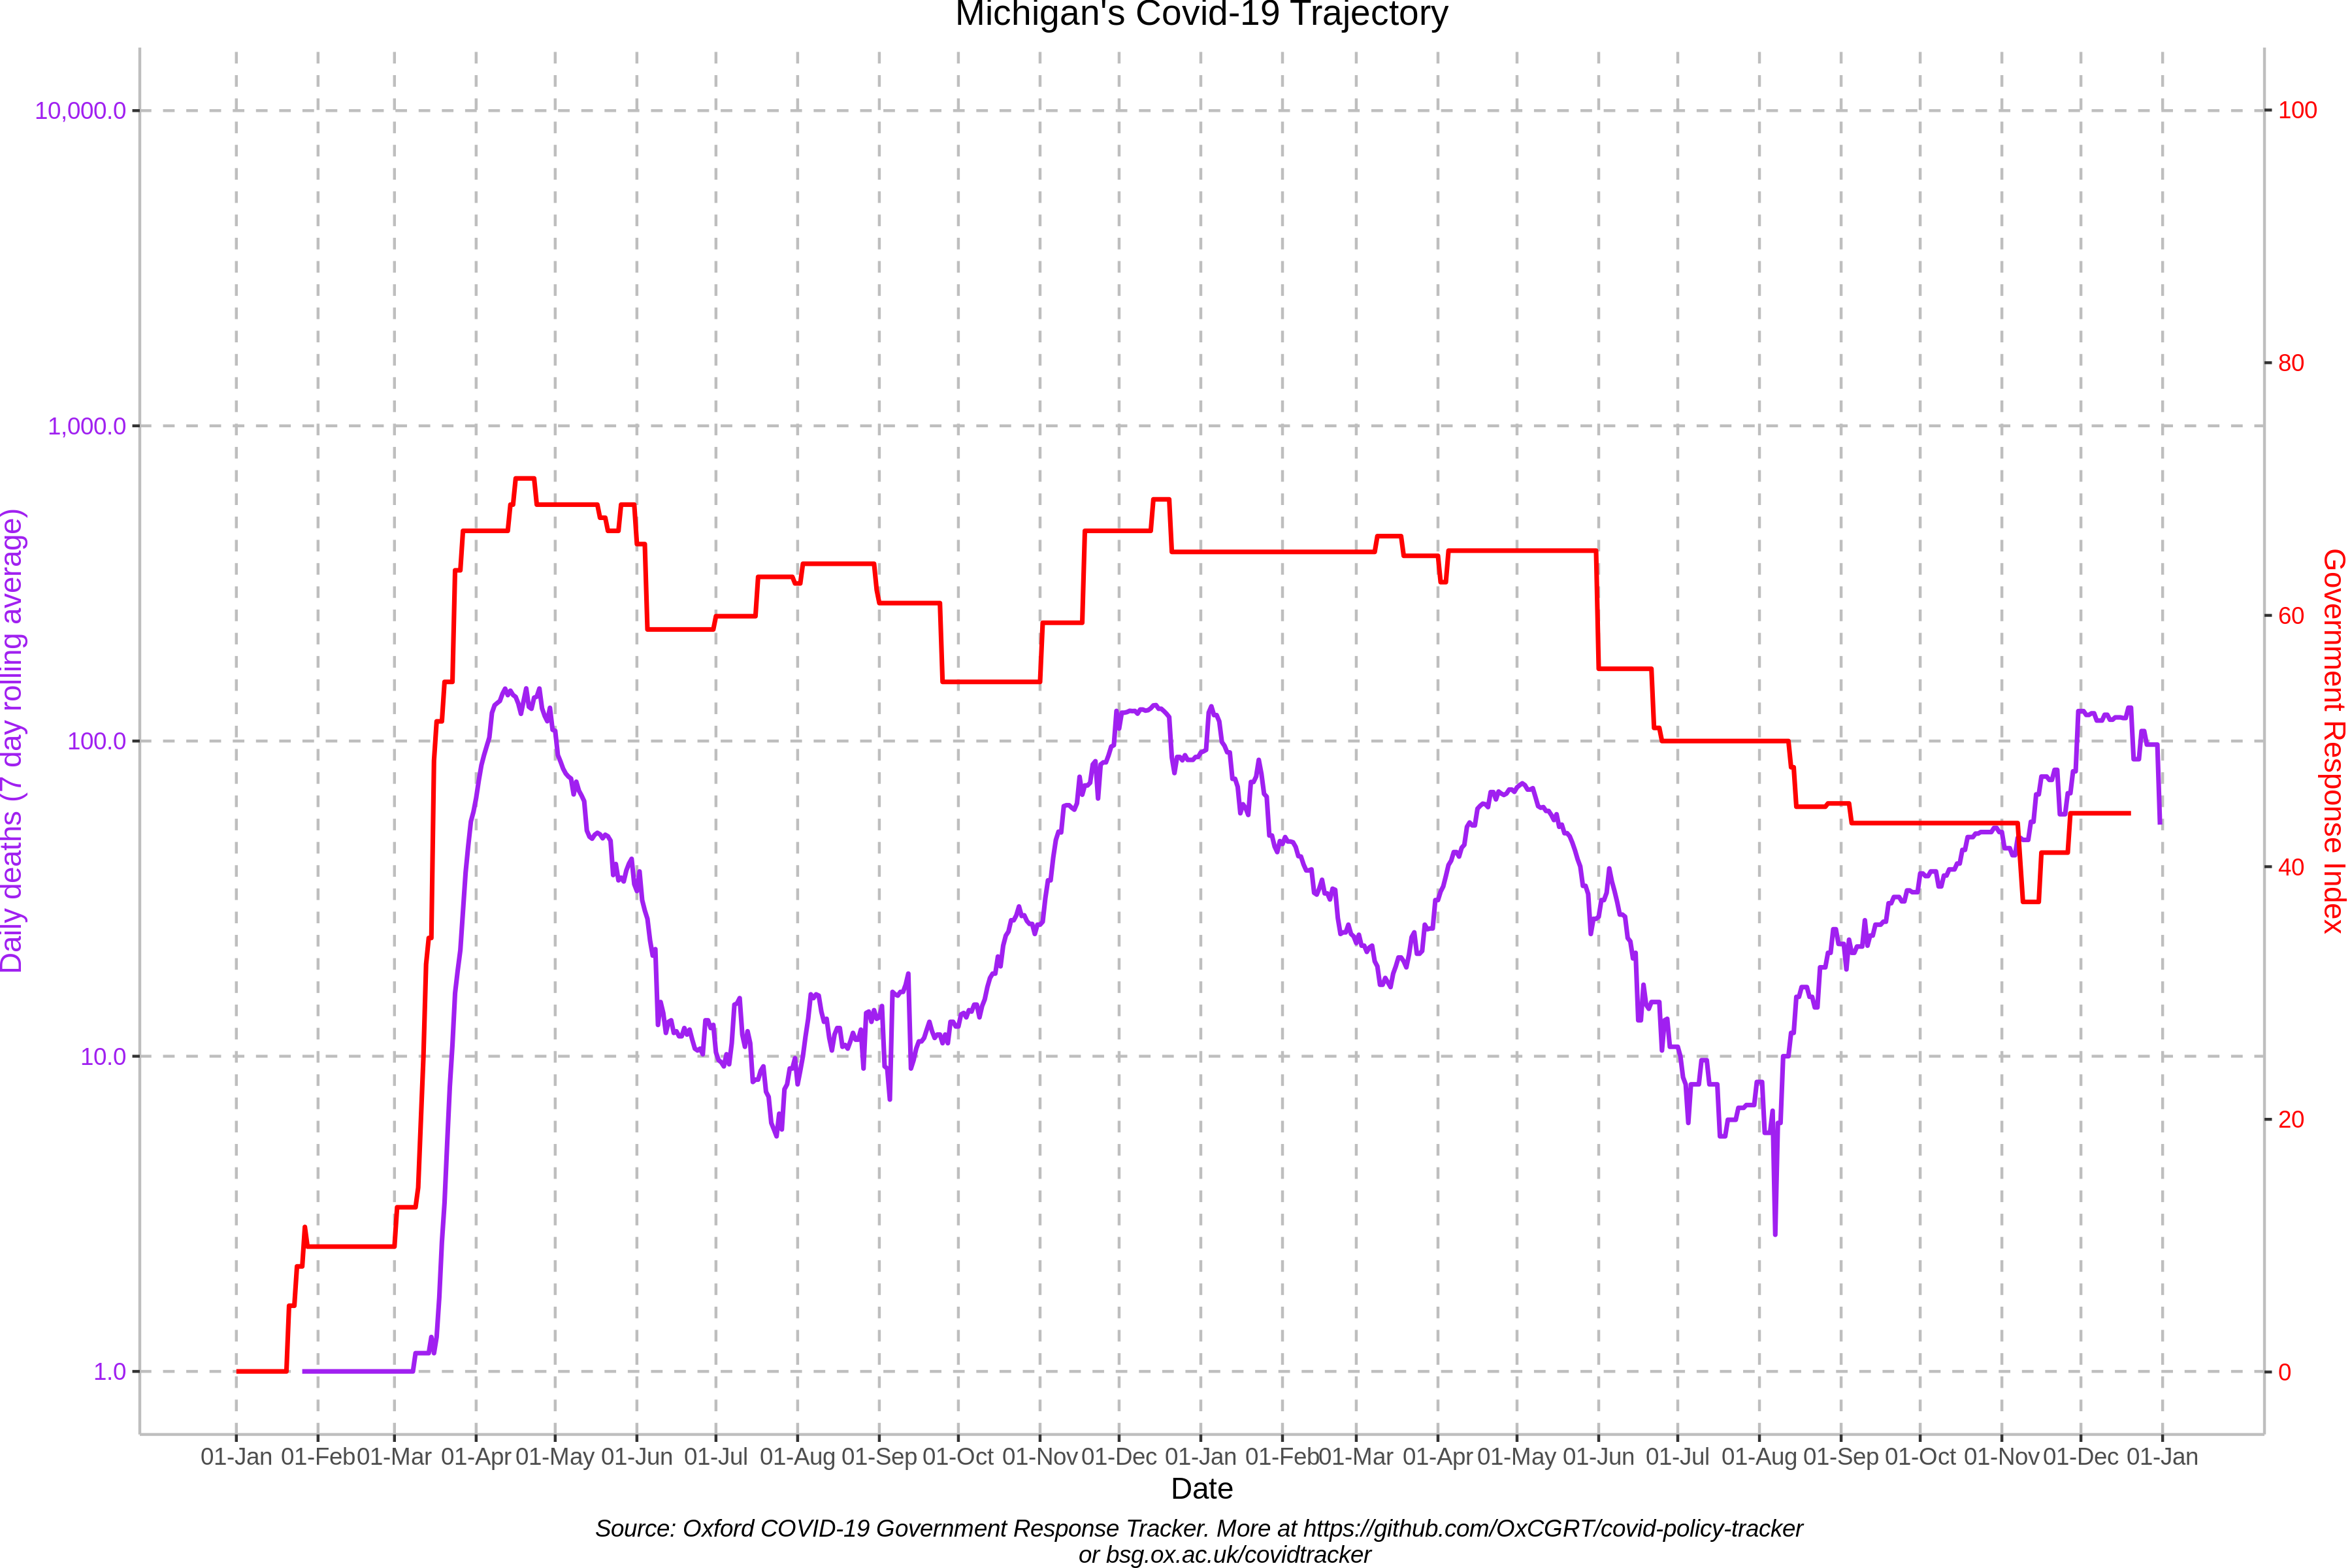 Michigan's Covid-19 Trajectory
10,000.0
1,000.0
100.0
10.0
1.0
Daily deaths (7 day rolling average)
100
80
60
40
20
0
Government Response Index
01-Jan 01-Feb 01-Mar 01-Apr 01-May 01-Jun 01-Jul 01-Aug 01-Sep 01-Oct 01-Nov 01-Dec 01-Jan 01-Feb 01-Mar 01-Apr 01-May 01-Jun 01-Jul 01-Aug 01-Sep 01-Oct 01-Nov 01-Dec 01-Jan
Date
Source: Oxford COVID-19 Government Response Tracker. More at https://github.com/OxCGRT/covid-policy-tracker
or bsg.ox.ac.uk/covidtracker